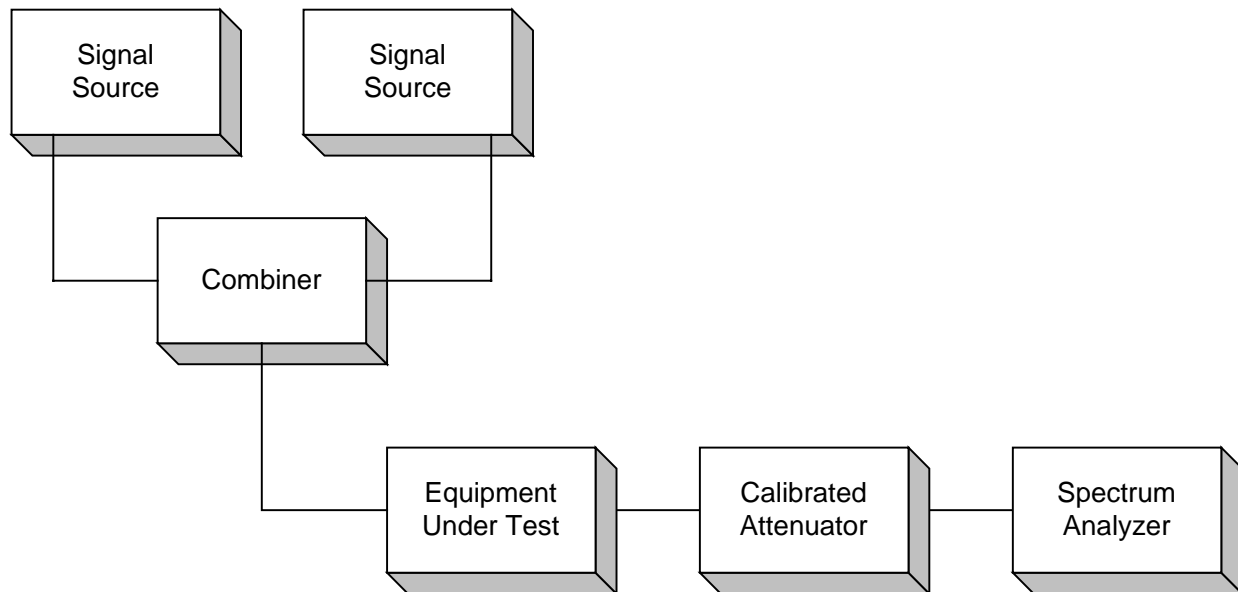 Signal
Source
Signal
Source
Combiner
Equipment
Under Test
Calibrated
Attenuator
Spectrum
Analyzer